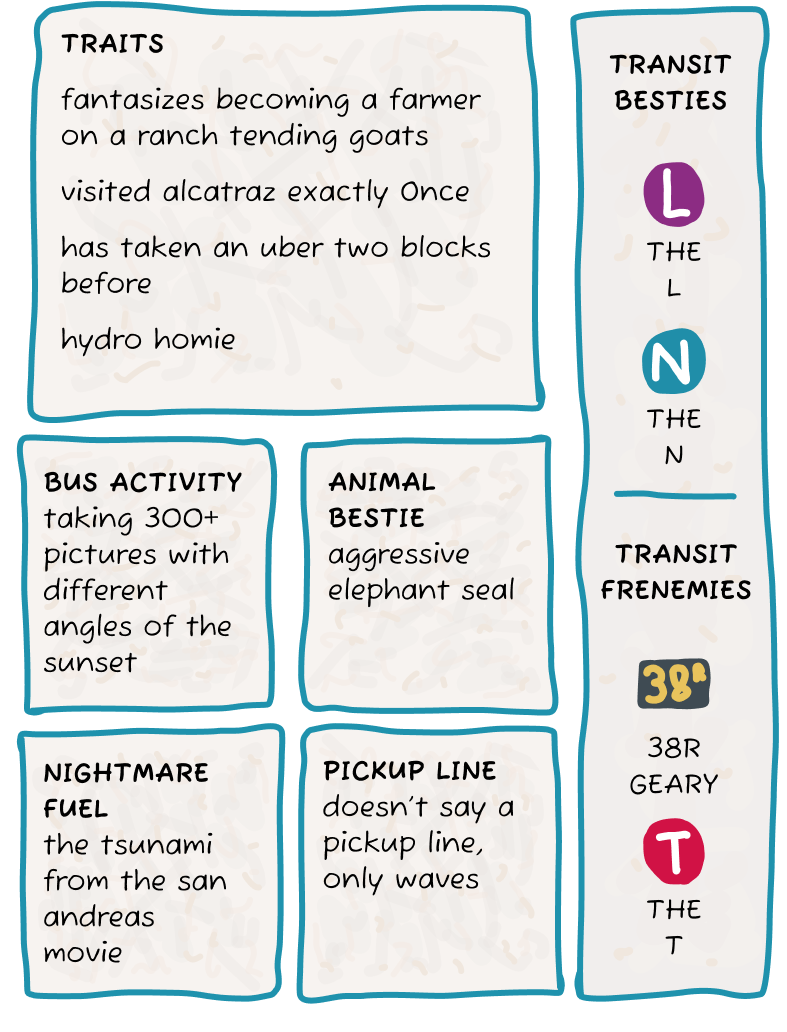 TRAITS
fantasizes becoming a farmer
on a ranch tending goats
visited alcatraz exactly Once
has taken an uber two blocks
before
hydro homie
BUS ACTIVITY
taking 300+
pictures with
different
angles of the
sunset
ANIMAL
BESTIE
aggressive
elephant seal
NIGHTMARE
FUEL
the tsunami
from the san
andreas
movie
PICKUP LINE
doesn't say a
pickup line,
only waves
TRANSIT
BESTIES
L
THE
L
N
THE
N
TRANSIT
FRENEMIES
38R
38R
GEARY
T
THE
T